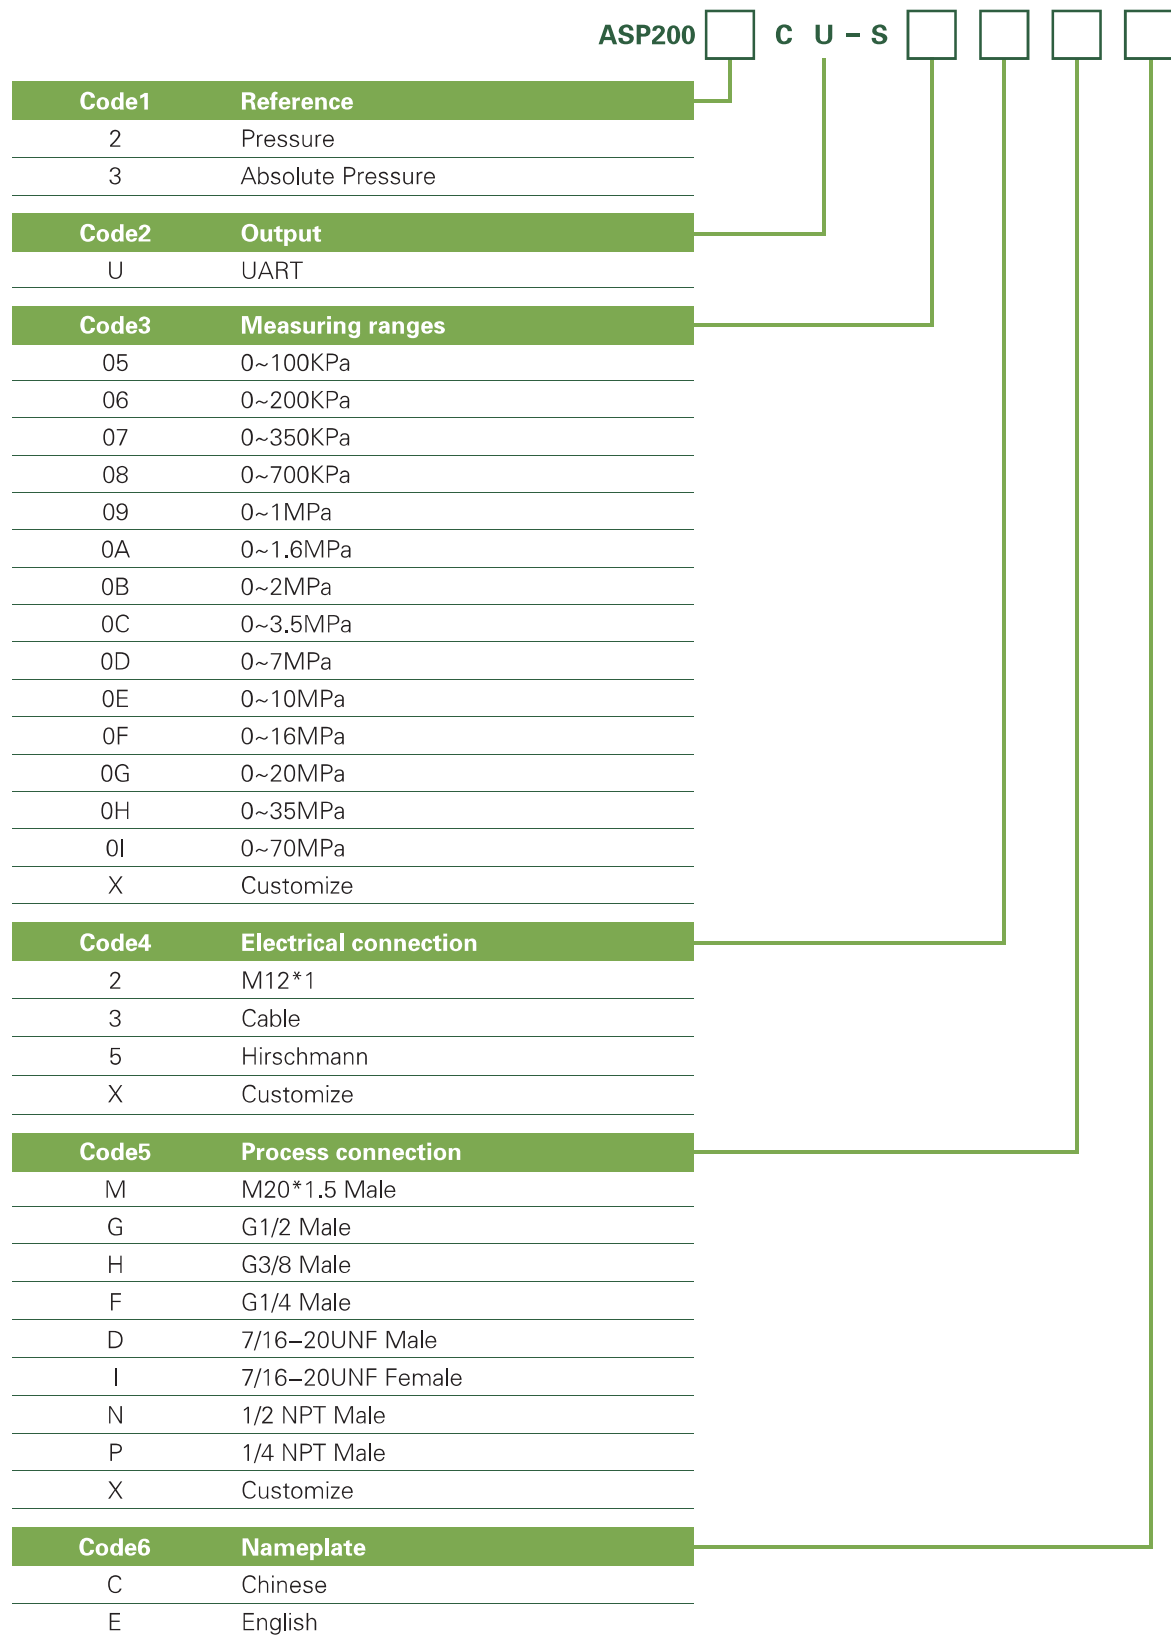 ASP200 C U - S
Code1 Reference
2 Pressure
3 Absolute Pressure
Code2 Output
U UART
Code3 Measuring ranges
05 0~100KPa
06 0~200KPa
07 0~350KPa
08 0~700KPa
09 0~1MPa
0A 0~1.6MPa
0B 0~2MPa
0C 0~3.5MPa
0D 0~7MPa
0E 0~10MPa
0F 0~16MPa
0G 0~20MPa
0H 0~35MPa
0I 0~70MPa
X Customize
Code4 Electrical connection
2 M12*1
3 Cable
5 Hirschmann
X Customize
Code5 Process connection
M M20*1.5 Male
G G1/2 Male
H G3/8 Male
F G1/4 Male
D 7/16–20UNF Male
I 7/16–20UNF Female
N 1/2 NPT Male
P 1/4 NPT Male
X Customize
Code6 Nameplate
C Chinese
E English